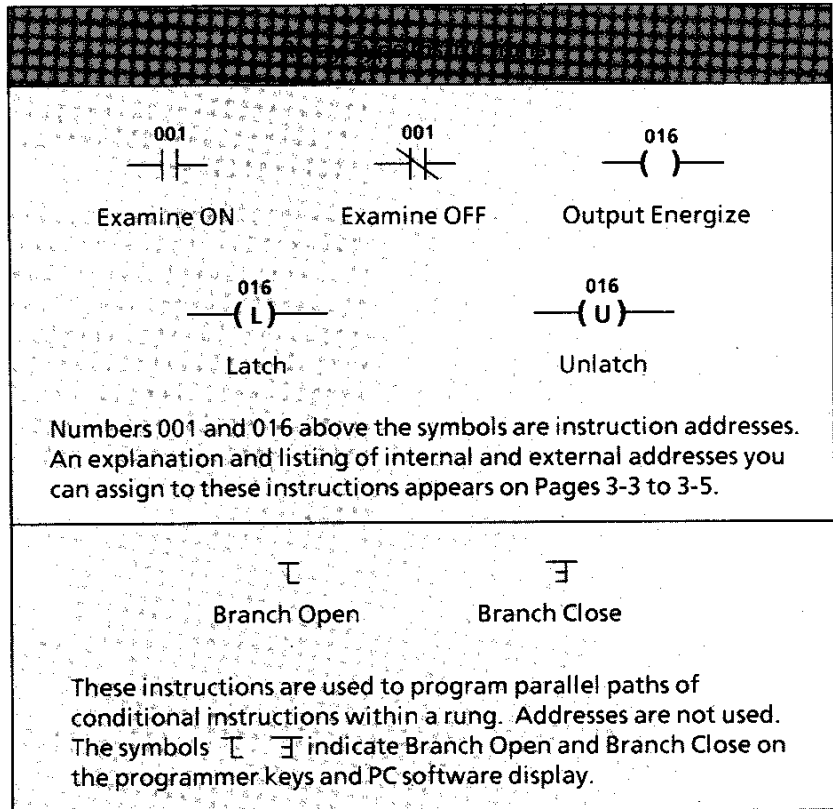 001 001 016
Examine ON Examine OFF Output Energize
016 016
( L ) ( U )
Latch Unlatch
Numbers 001 and 016 above the symbols are instruction addresses.
An explanation and listing of internal and external addresses you
can assign to these instructions appears on Pages 3-3 to 3-5.
Branch Open Branch Close
These instructions are used to program parallel paths of
conditional instructions within a rung. Addresses are not used.
The symbols indicate Branch Open and Branch Close on
the programmer keys and PC software display.